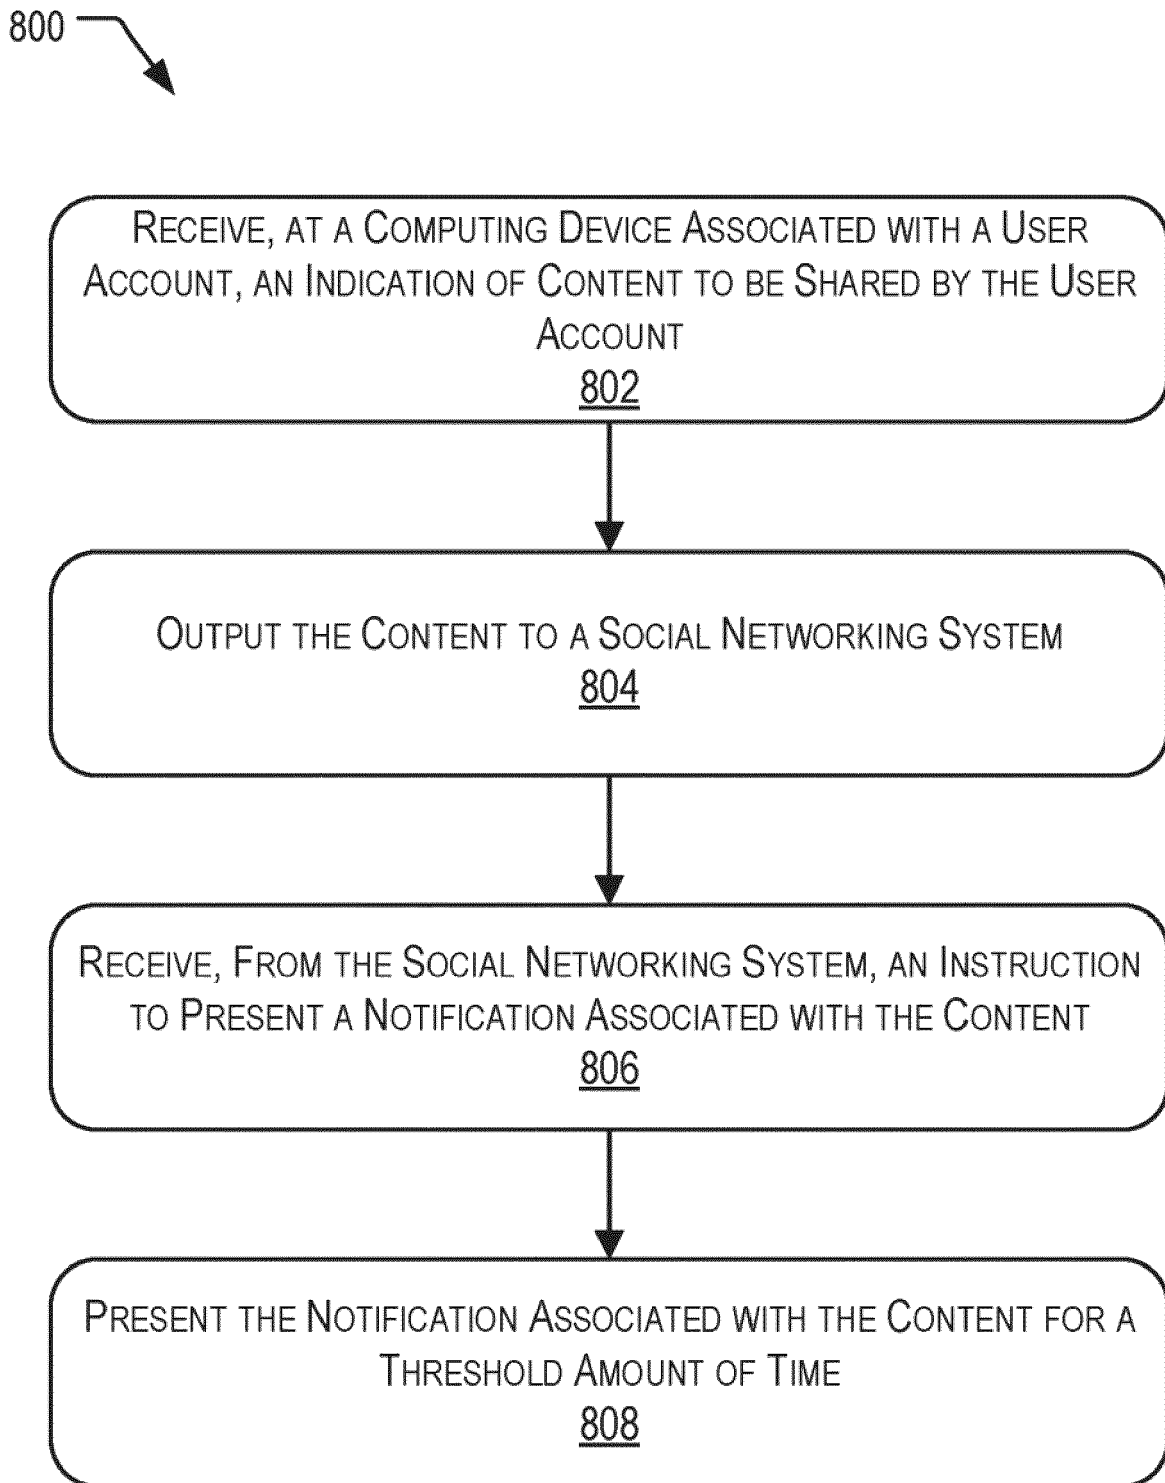 800
RECEIVE, AT A COMPUTING DEVICE ASSOCIATED WITH A USER
ACCOUNT, AN INDICATION OF CONTENT TO BE SHARED BY THE USER
ACCOUNT
802
OUTPUT THE CONTENT TO A SOCIAL NETWORKING SYSTEM
804
RECEIVE, FROM THE SOCIAL NETWORKING SYSTEM, AN INSTRUCTION
TO PRESENT A NOTIFICATION ASSOCIATED WITH THE CONTENT
806
PRESENT THE NOTIFICATION ASSOCIATED WITH THE CONTENT FOR A
THRESHOLD AMOUNT OF TIME
808